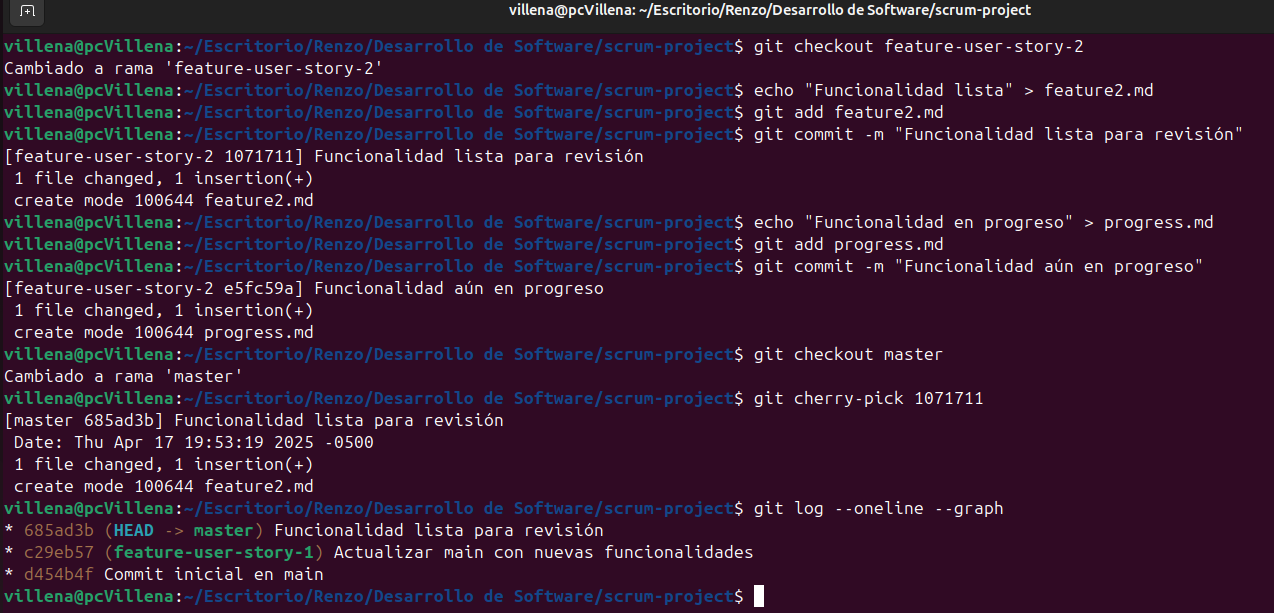 villena@pcVillena: ~/Escritorio/Renzo/Desarrollo de Software/scrum-project
villena@pcVillena:~/Escritorio/Renzo/Desarrollo de Software/scrum-project$ git checkout feature-user-story-2
Cambiado a rama 'feature-user-story-2'
villena@pcVillena:~/Escritorio/Renzo/Desarrollo de Software/scrum-project$ echo "Funcionalidad lista" > feature2.md
villena@pcVillena:~/Escritorio/Renzo/Desarrollo de Software/scrum-project$ git add feature2.md
villena@pcVillena:~/Escritorio/Renzo/Desarrollo de Software/scrum-project$ git commit -m "Funcionalidad lista para revisión"
[feature-user-story-2 1071711] Funcionalidad lista para revisión
 1 file changed, 1 insertion(+)
 create mode 100644 feature2.md
villena@pcVillena:~/Escritorio/Renzo/Desarrollo de Software/scrum-project$ echo "Funcionalidad en progreso" > progress.md
villena@pcVillena:~/Escritorio/Renzo/Desarrollo de Software/scrum-project$ git add progress.md
villena@pcVillena:~/Escritorio/Renzo/Desarrollo de Software/scrum-project$ git commit -m "Funcionalidad aún en progreso"
[feature-user-story-2 e5fc59a] Funcionalidad aún en progreso
 1 file changed, 1 insertion(+)
 create mode 100644 progress.md
villena@pcVillena:~/Escritorio/Renzo/Desarrollo de Software/scrum-project$ git checkout master
Cambiado a rama 'master'
villena@pcVillena:~/Escritorio/Renzo/Desarrollo de Software/scrum-project$ git cherry-pick 1071711
[master 685ad3b] Funcionalidad lista para revisión
 Date: Thu Apr 17 19:53:19 2025 -0500
 1 file changed, 1 insertion(+)
 create mode 100644 feature2.md
villena@pcVillena:~/Escritorio/Renzo/Desarrollo de Software/scrum-project$ git log --oneline --graph
* 685ad3b (HEAD -> master) Funcionalidad lista para revisión
* c29eb57 (feature-user-story-1) Actualizar main con nuevas funcionalidades
* d454b4f Commit inicial en main
villena@pcVillena:~/Escritorio/Renzo/Desarrollo de Software/scrum-project$